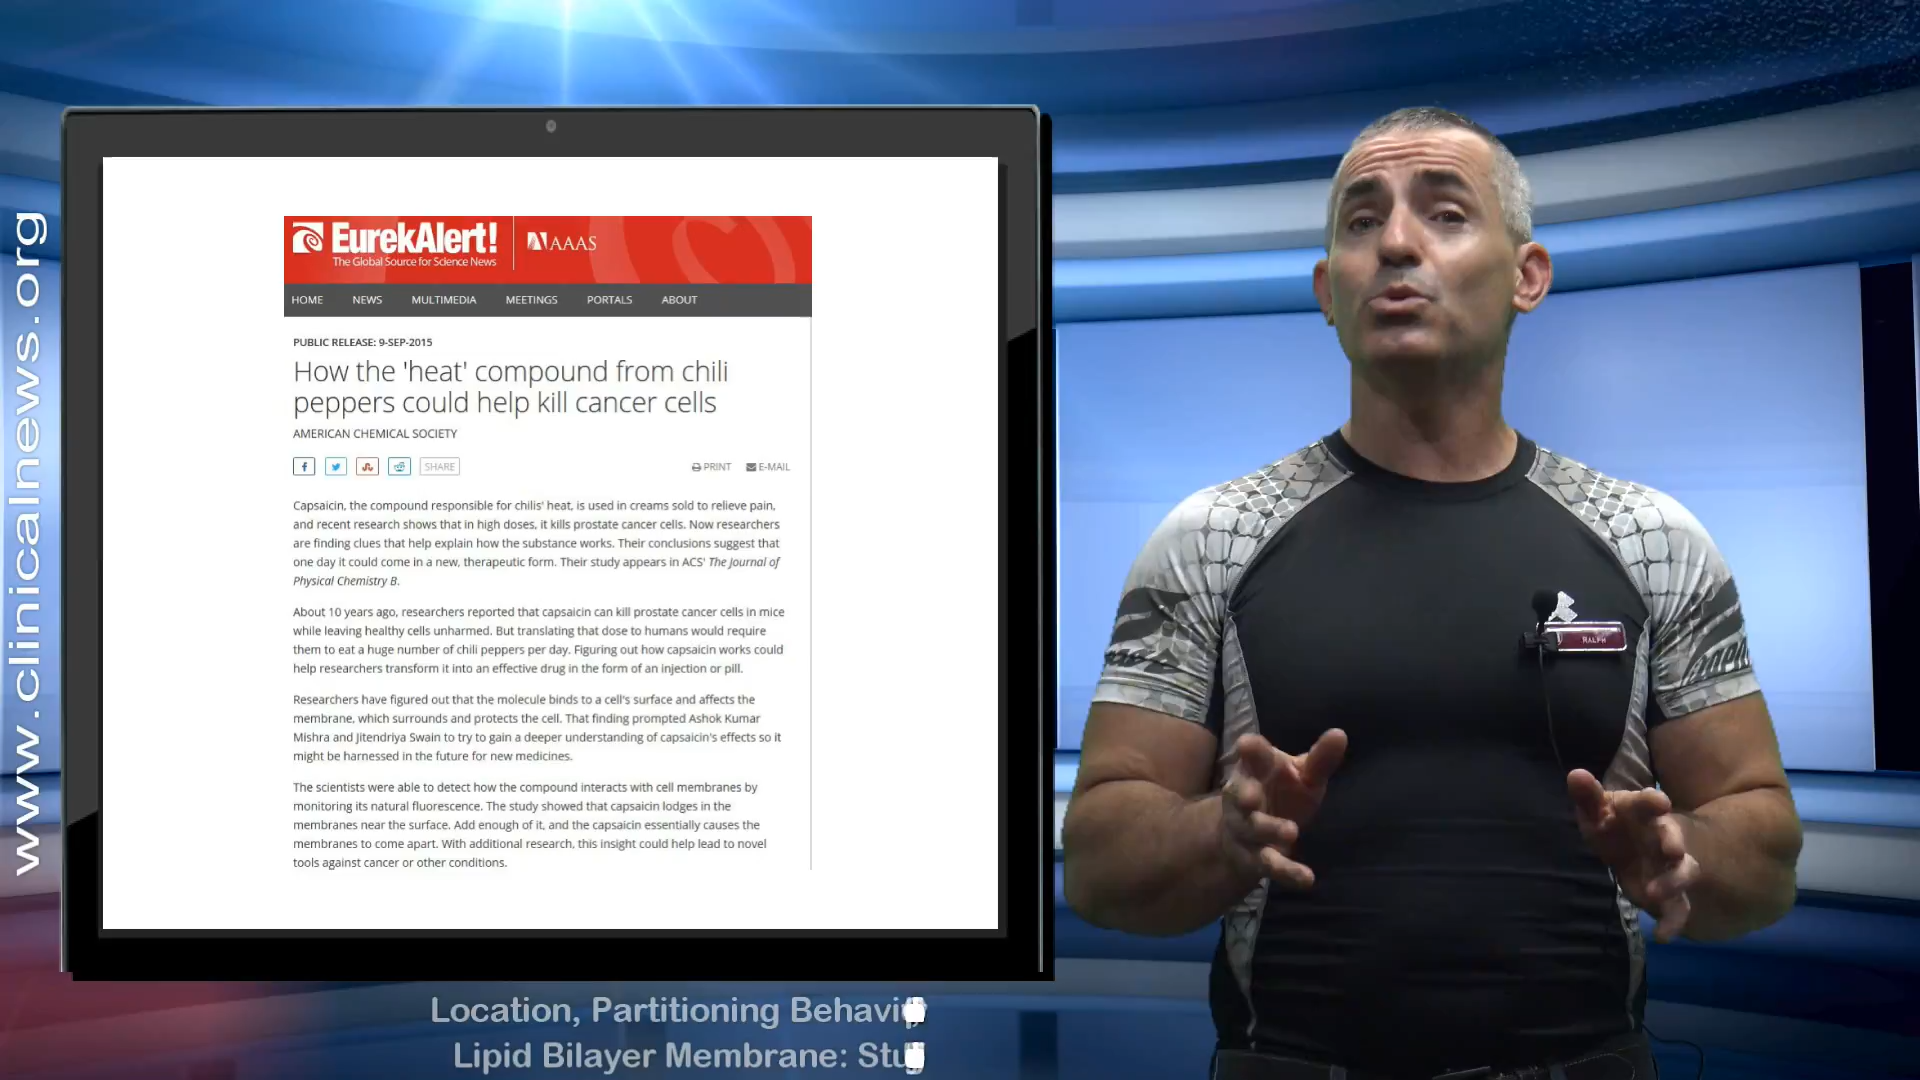 www.clinicalnews.org
EurekAlert!
The Global Source for Science News
AAAS
HOME NEWS MULTIMEDIA MEETINGS PORTALS ABOUT
PUBLIC RELEASE: 9-SEP-2015
How the 'heat' compound from chili
peppers could help kill cancer cells
AMERICAN CHEMICAL SOCIETY
SHARE
PRINT E-MAIL
Capsaicin, the compound responsible for chilis' heat, is used in creams sold to relieve pain,
and recent research shows that in high doses, it kills prostate cancer cells. Now researchers
are finding clues that help explain how the substance works. Their conclusions suggest that
one day it could come in a new, therapeutic form. Their study appears in ACS' The Journal of
Physical Chemistry B.
About 10 years ago, researchers reported that capsaicin can kill prostate cancer cells in mice
while leaving healthy cells unharmed. But translating that dose to humans would require
them to eat a huge number of chili peppers per day. Figuring out how capsaicin works could
help researchers transform it into an effective drug in the form of an injection or pill.
Researchers have figured out that the molecule binds to a cell's surface and affects the
membrane, which surrounds and protects the cell. That finding prompted Ashok Kumar
Mishra and Jitendriya Swain to try to gain a deeper understanding of capsaicin's effects so it
might be harnessed in the future for new medicines.
The scientists were able to detect how the compound interacts with cell membranes by
monitoring its natural fluorescence. The study showed that capsaicin lodges in the
membranes near the surface. Add enough of it, and the capsaicin essentially causes the
membranes to come apart. With additional research, this insight could help lead to novel
tools against cancer or other conditions.
RALPH
Location, Partitioning Behavi
Lipid Bilayer Membrane: Stu